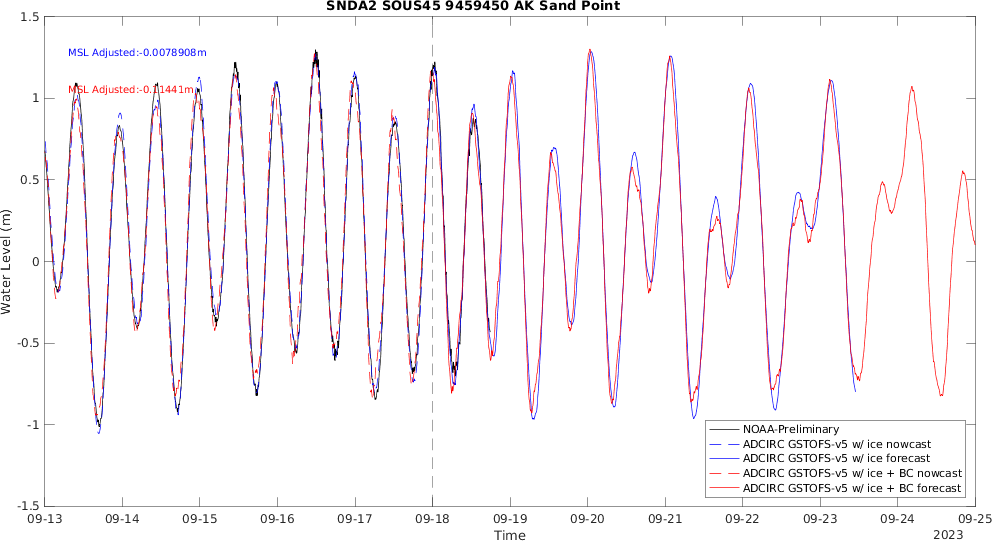 SNDA2 SOUS45 9459450 AK Sand Point
MSL Adjusted:-0.0078908m
MSL Adjusted:-0.11441m
1.5
1
0.5
0
-0.5
-1
-1.5
Water Level (m)
NOAA-Preliminary
ADCIRC GSTOFS-v5 w/ ice nowcast
ADCIRC GSTOFS-v5 w/ ice forecast
ADCIRC GSTOFS-v5 w/ ice + BC nowcast
ADCIRC GSTOFS-v5 w/ ice + BC forecast
09-13 09-14 09-15 09-16 09-17 09-18 09-19 09-20 09-21 09-22 09-23 09-24 09-25
Time
2023